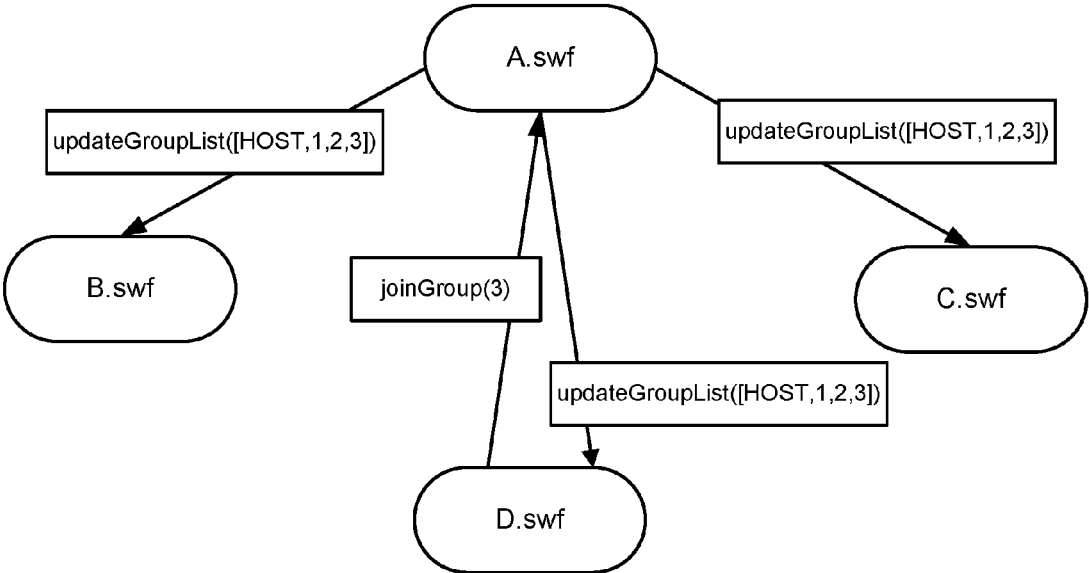 A.swf
updateGroupList([HOST,1,2,3])
updateGroupList([HOST,1,2,3])
B.swf
joinGroup(3)
C.swf
updateGroupList([HOST,1,2,3])
D.swf